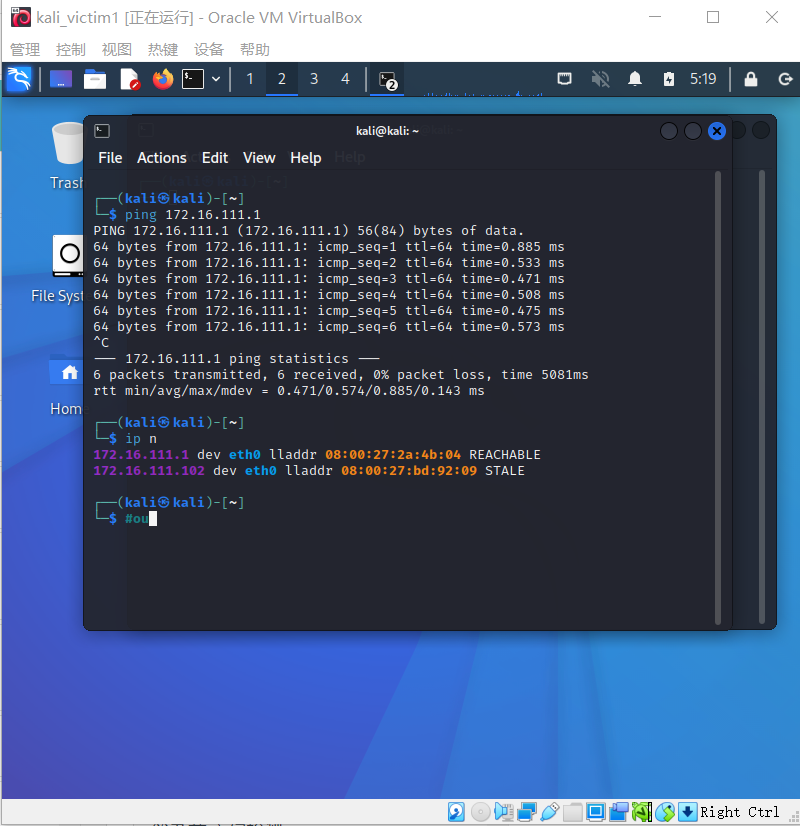 kali_victim1 [正在运行] - Oracle VM VirtualBox
管理 控制 视图 热键 设备 帮助
1 2 3 4 2 5:19
Trash
File Syst
Home
kali@kali: ~
File Actions Edit View Help
Help
┌──(kali㉿kali)-[~]
└─$ ping 172.16.111.1
PING 172.16.111.1 (172.16.111.1) 56(84) bytes of data.
64 bytes from 172.16.111.1: icmp_seq=1 ttl=64 time=0.885 ms
64 bytes from 172.16.111.1: icmp_seq=2 ttl=64 time=0.533 ms
64 bytes from 172.16.111.1: icmp_seq=3 ttl=64 time=0.471 ms
64 bytes from 172.16.111.1: icmp_seq=4 ttl=64 time=0.508 ms
64 bytes from 172.16.111.1: icmp_seq=5 ttl=64 time=0.475 ms
64 bytes from 172.16.111.1: icmp_seq=6 ttl=64 time=0.573 ms
^C
--- 172.16.111.1 ping statistics ---
6 packets transmitted, 6 received, 0% packet loss, time 5081ms
rtt min/avg/max/mdev = 0.471/0.574/0.885/0.143 ms
┌──(kali㉿kali)-[~]
└─$ ip n
172.16.111.1 dev eth0 lladdr 08:00:27:2a:4b:04 REACHABLE
172.16.111.102 dev eth0 lladdr 08:00:27:bd:92:09 STALE
┌──(kali㉿kali)-[~]
└─$ #ou
Right Ctrl